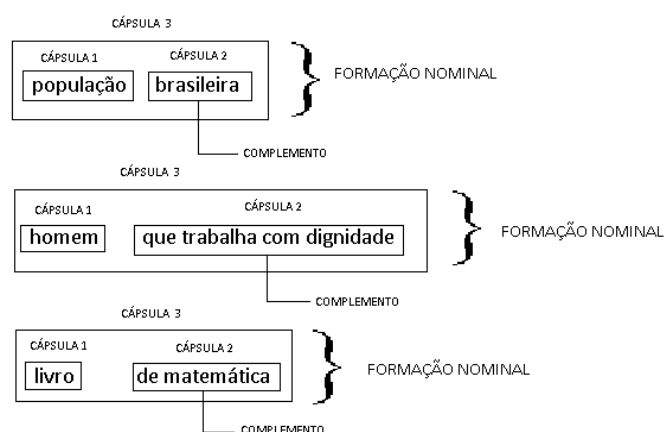 CÁPSULA 3
CÁPSULA 1 CÁPSULA 2
população brasileira
FORMAÇÃO NOMINAL
COMPLEMENTO
CÁPSULA 3
CÁPSULA 1 CÁPSULA 2
homem que trabalha com dignidade
FORMAÇÃO NOMINAL
COMPLEMENTO
CÁPSULA 3
CÁPSULA 1 CÁPSULA 2
livro de matemática
FORMAÇÃO NOMINAL
COMPLEMENTO